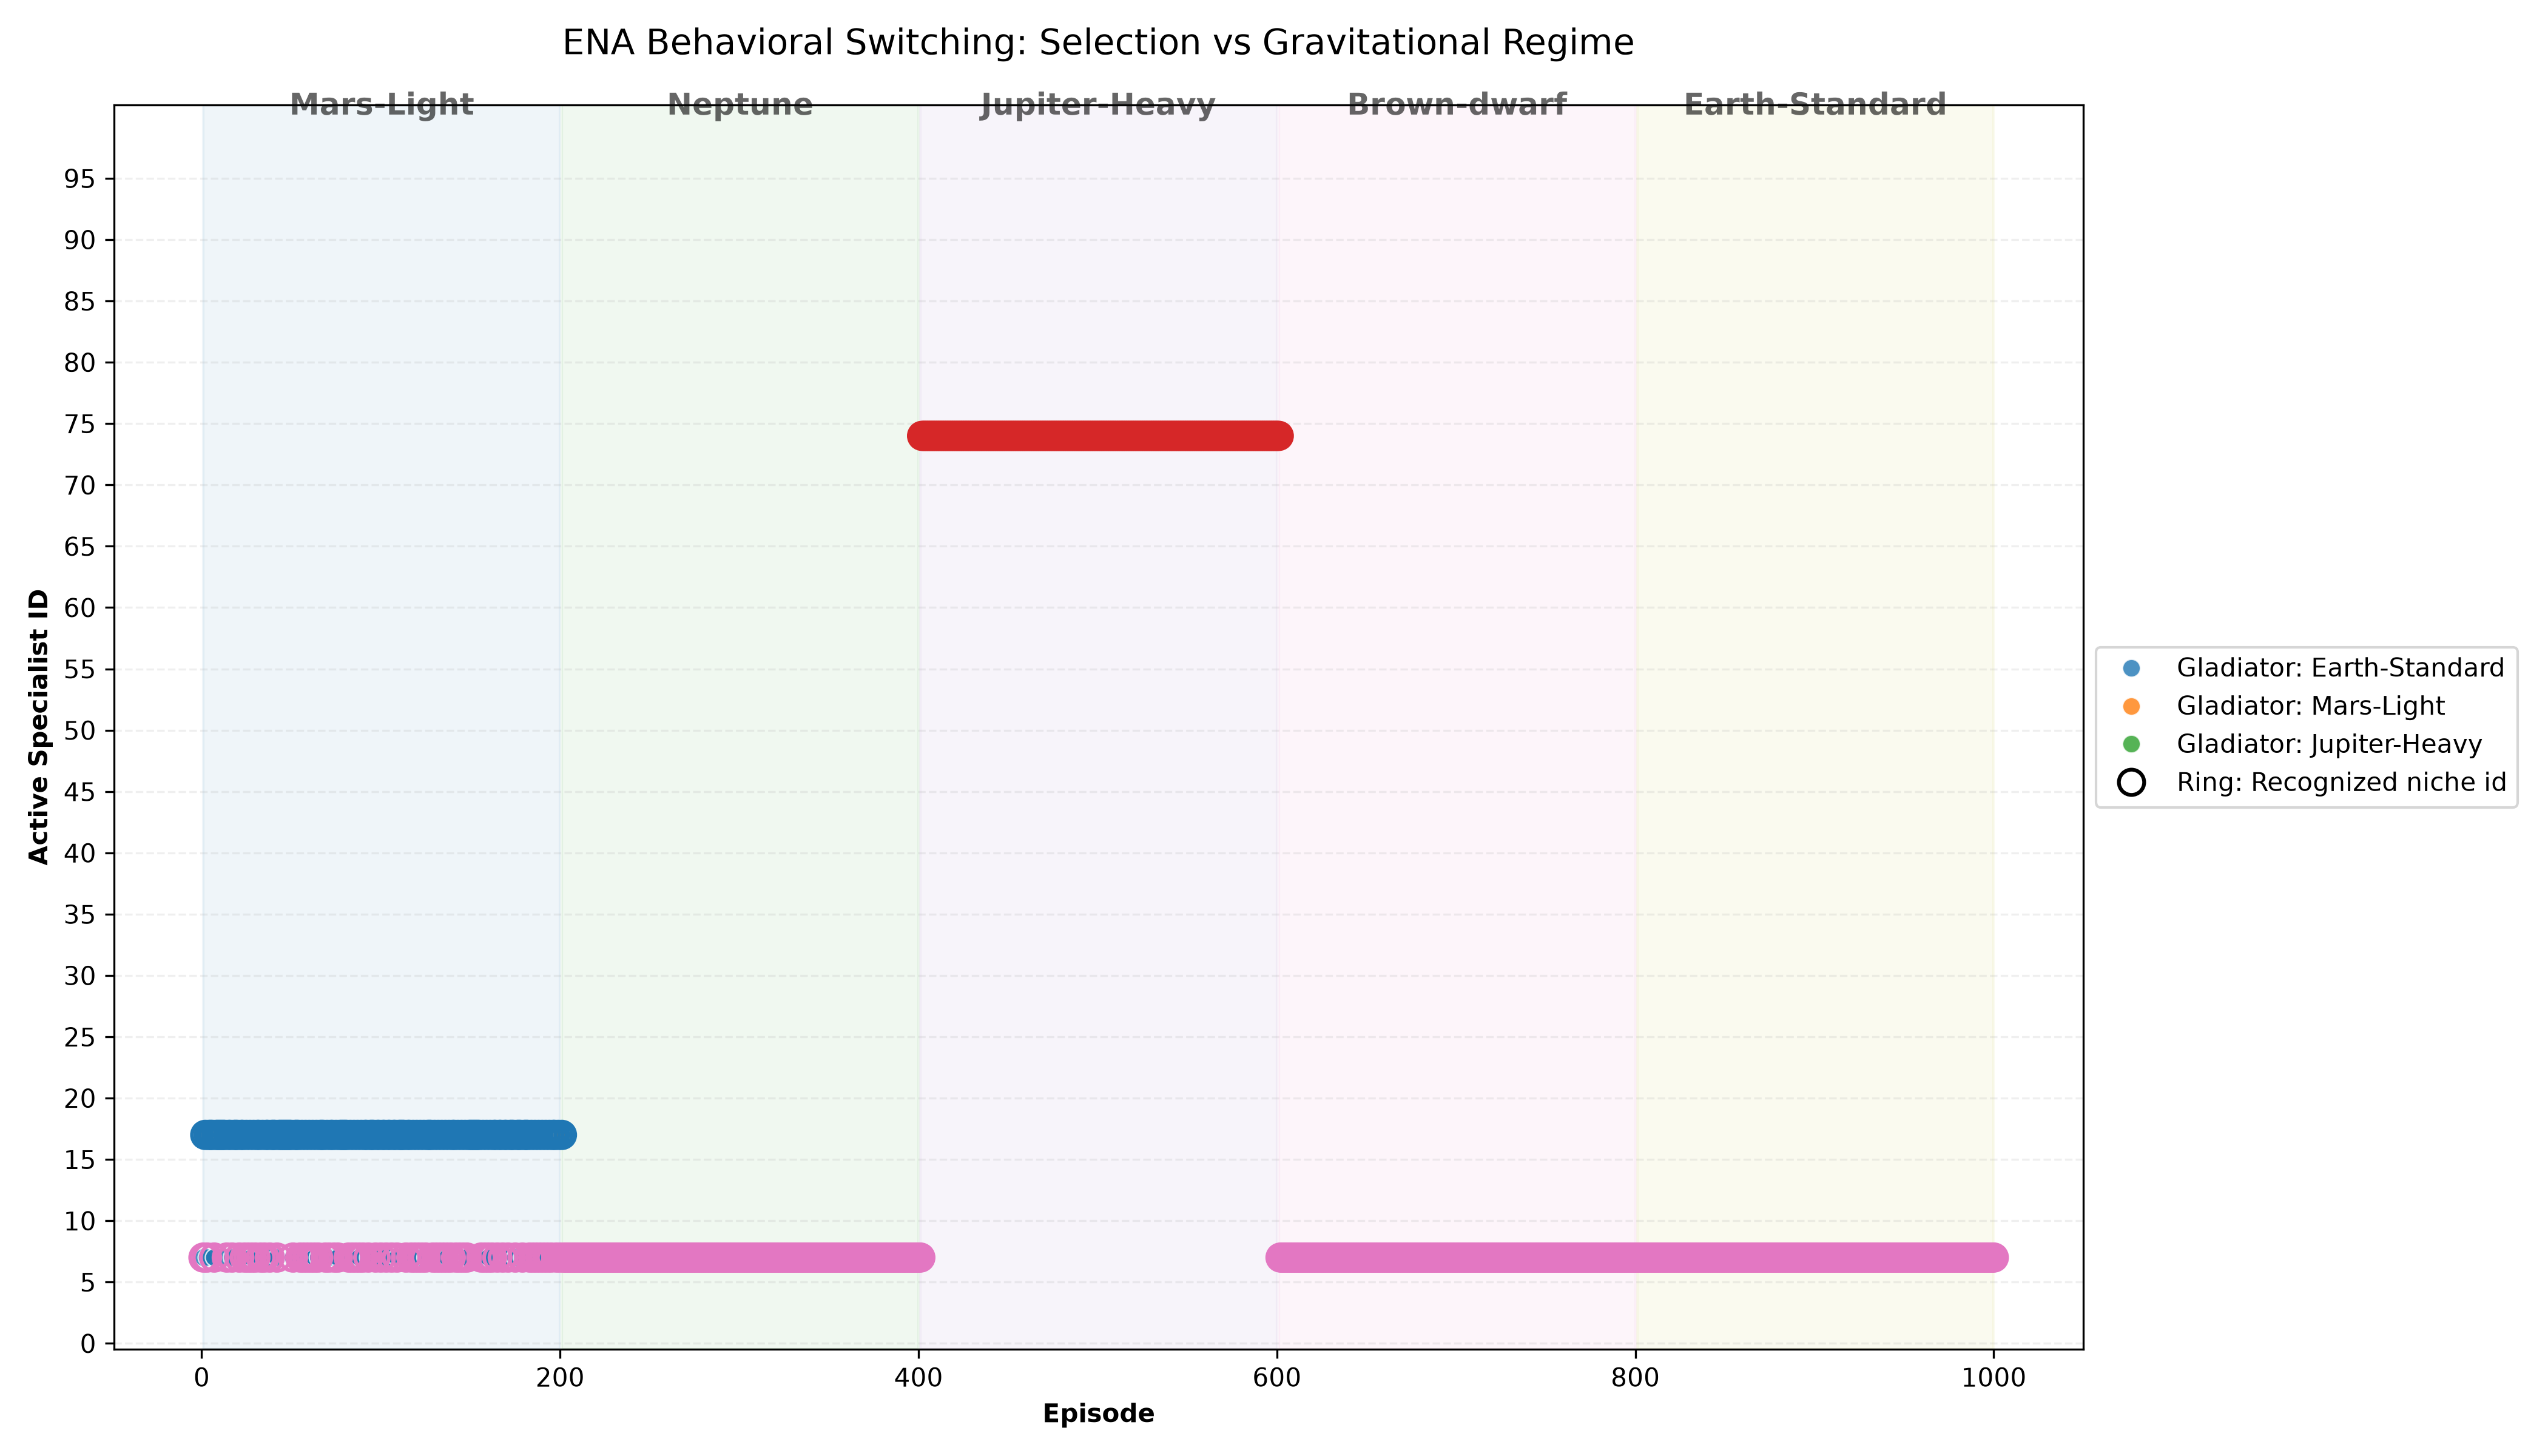 ENA Behavioral Switching: Selection vs Gravitational Regime
Mars-Light Neptune Jupiter-Heavy Brown-dwarf Earth-Standard
95
90
85
80
75
70
65
60
55
50
45
40
35
30
25
20
15
10
5
0
Active Specialist ID
0 200 400 600 800 1000
Episode
Gladiator: Earth-Standard
Gladiator: Mars-Light
Gladiator: Jupiter-Heavy
Ring: Recognized niche id